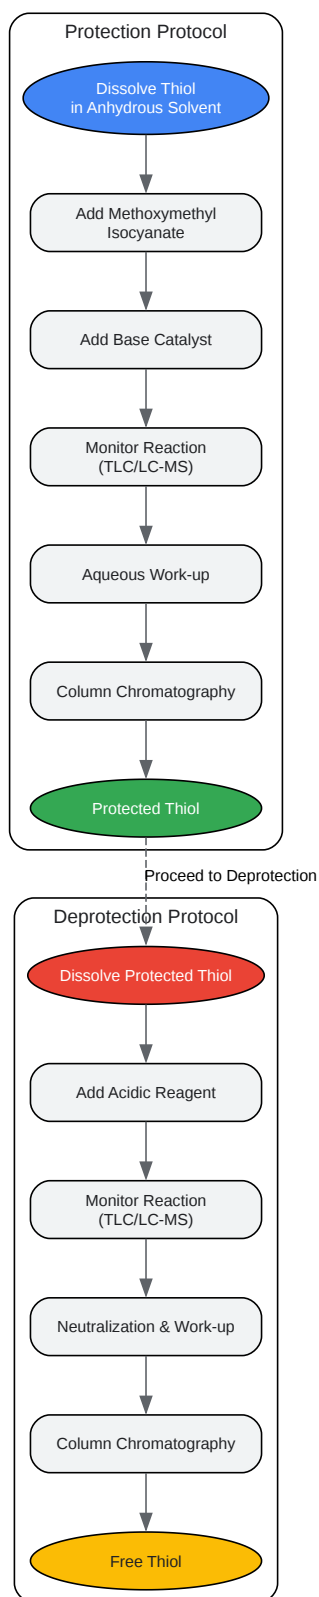 Protection Protocol
Dissolve Thiol
in Anhydrous Solvent
Add Methoxymethyl
Isocyanate
Add Base Catalyst
Monitor Reaction
(TLC/LC-MS)
Aqueous Work-up
Column Chromatography
Protected Thiol
Proceed to Deprotection
Deprotection Protocol
Dissolve Protected Thiol
Add Acidic Reagent
Monitor Reaction
(TLC/LC-MS)
Neutralization & Work-up
Column Chromatography
Free Thiol